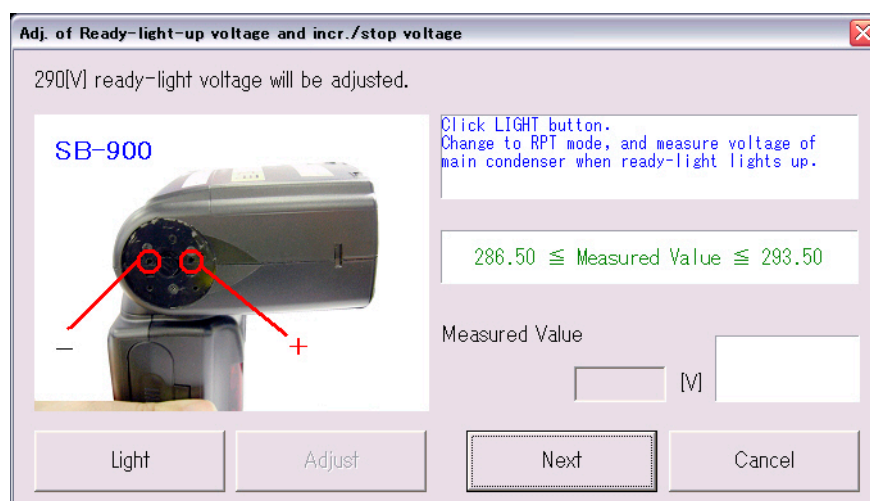 Adj. of Ready-light-up voltage and incr./stop voltage
290[V] ready-light voltage will be adjusted.
SB-900
Click LIGHT button.
Change to RPT mode, and measure voltage of
main condenser when ready-light lights up.
286.50 ≦ Measured Value ≦ 293.50
− +
Measured Value
[V]
Light
Adjust
Next
Cancel